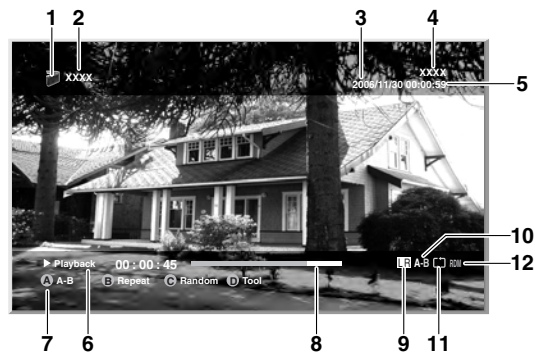 1 2 3 4
XXXX
XXXX
2006/11/30 00:00:59
5
Playback 00 : 00 : 45
LR A-B RDM
10
12
A A-B B Repeat C Random D Tool
7 6 8 9 11